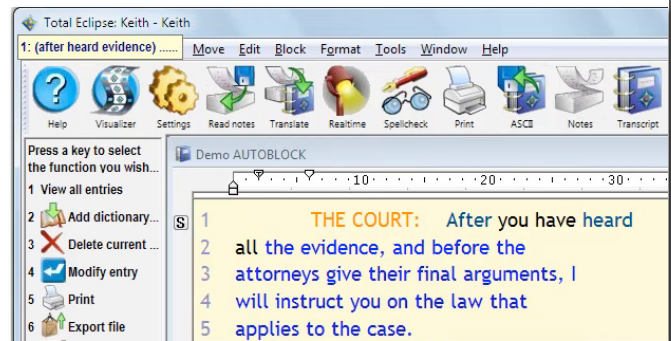 Total Eclipse: Keith - Keith
1: (after heard evidence) ......
Move Edit Block Format Tools Window Help
Help Visualizer Settings Read notes Translate Realtime Spellcheck Print ASCII Notes Transcript
Press a key to select
the function you wish...
1 View all entries
2 Add dictionary...
3 Delete current ...
4 Modify entry
5 Print
6 Export file
Demo AUTOBLOCK
10 20 30
S 1 THE COURT: After you have heard
2 all the evidence, and before the
3 attorneys give their final arguments, I
4 will instruct you on the law that
5 applies to the case.